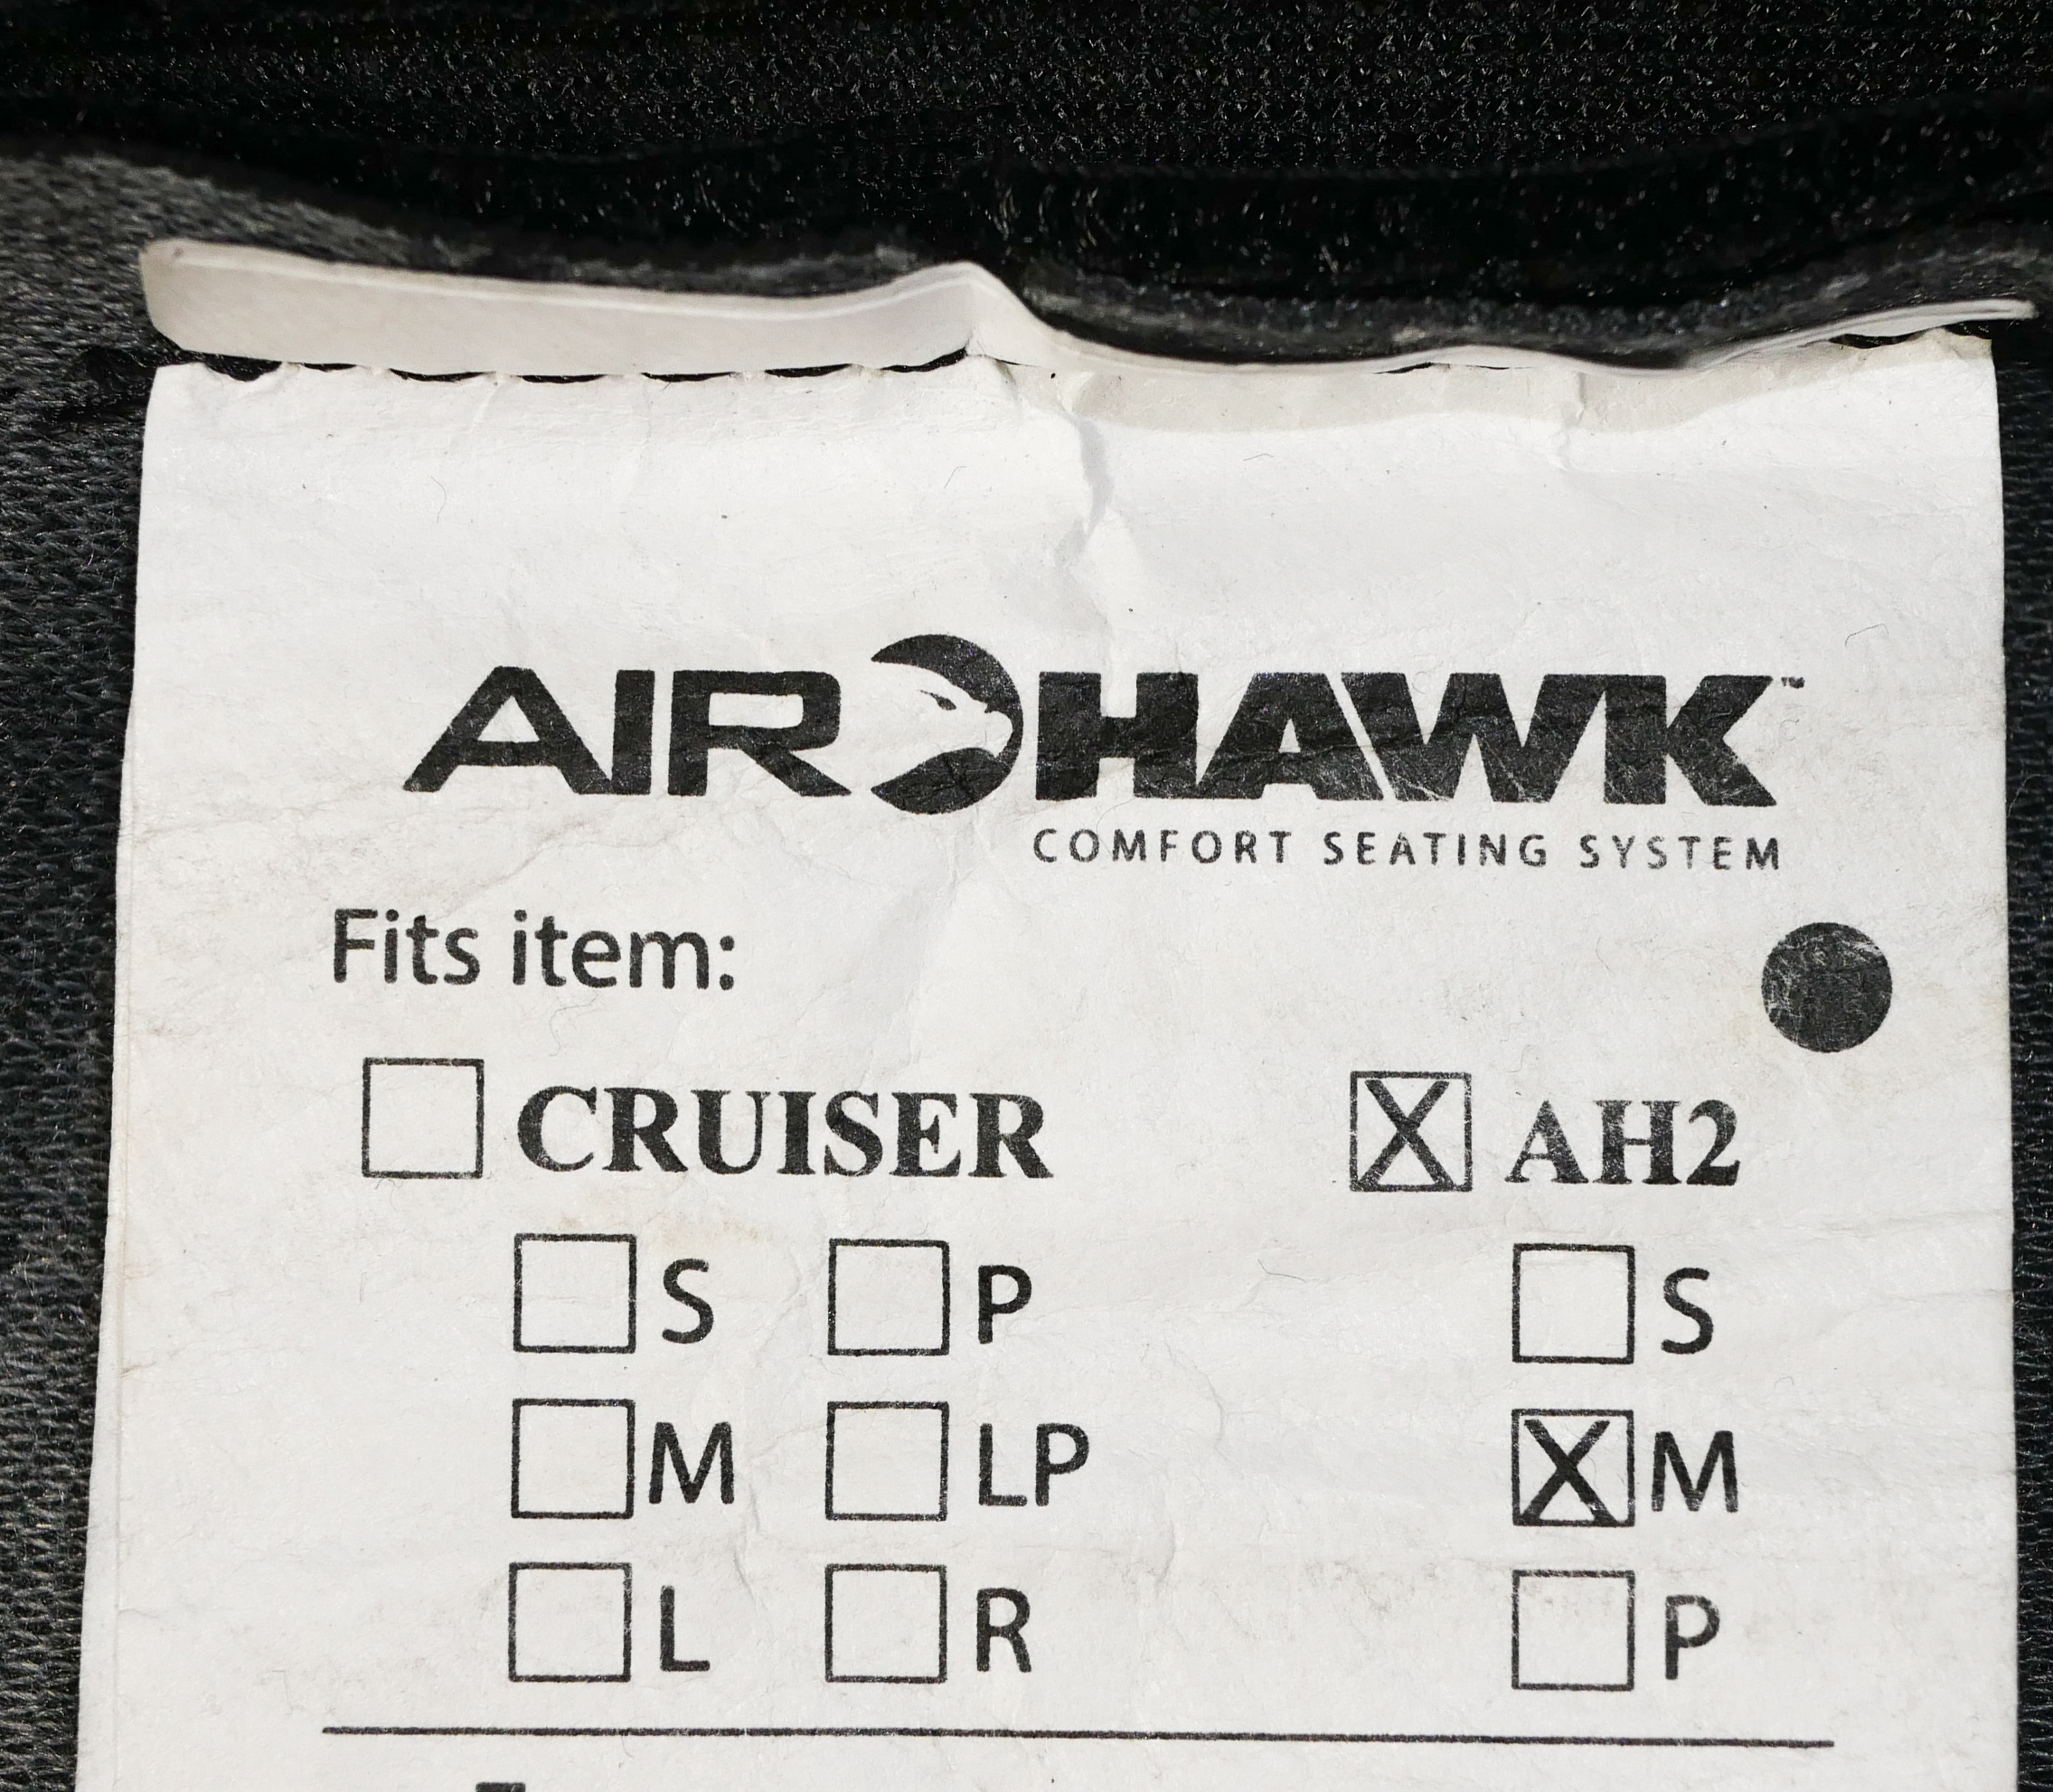 AIRHAWK™
COMFORT SEATING SYSTEM
Fits item:
☐ CRUISER ☒ AH2
☐ S ☐ P ☐ S
☐ M ☐ LP ☒ M
☐ L ☐ R ☐ P